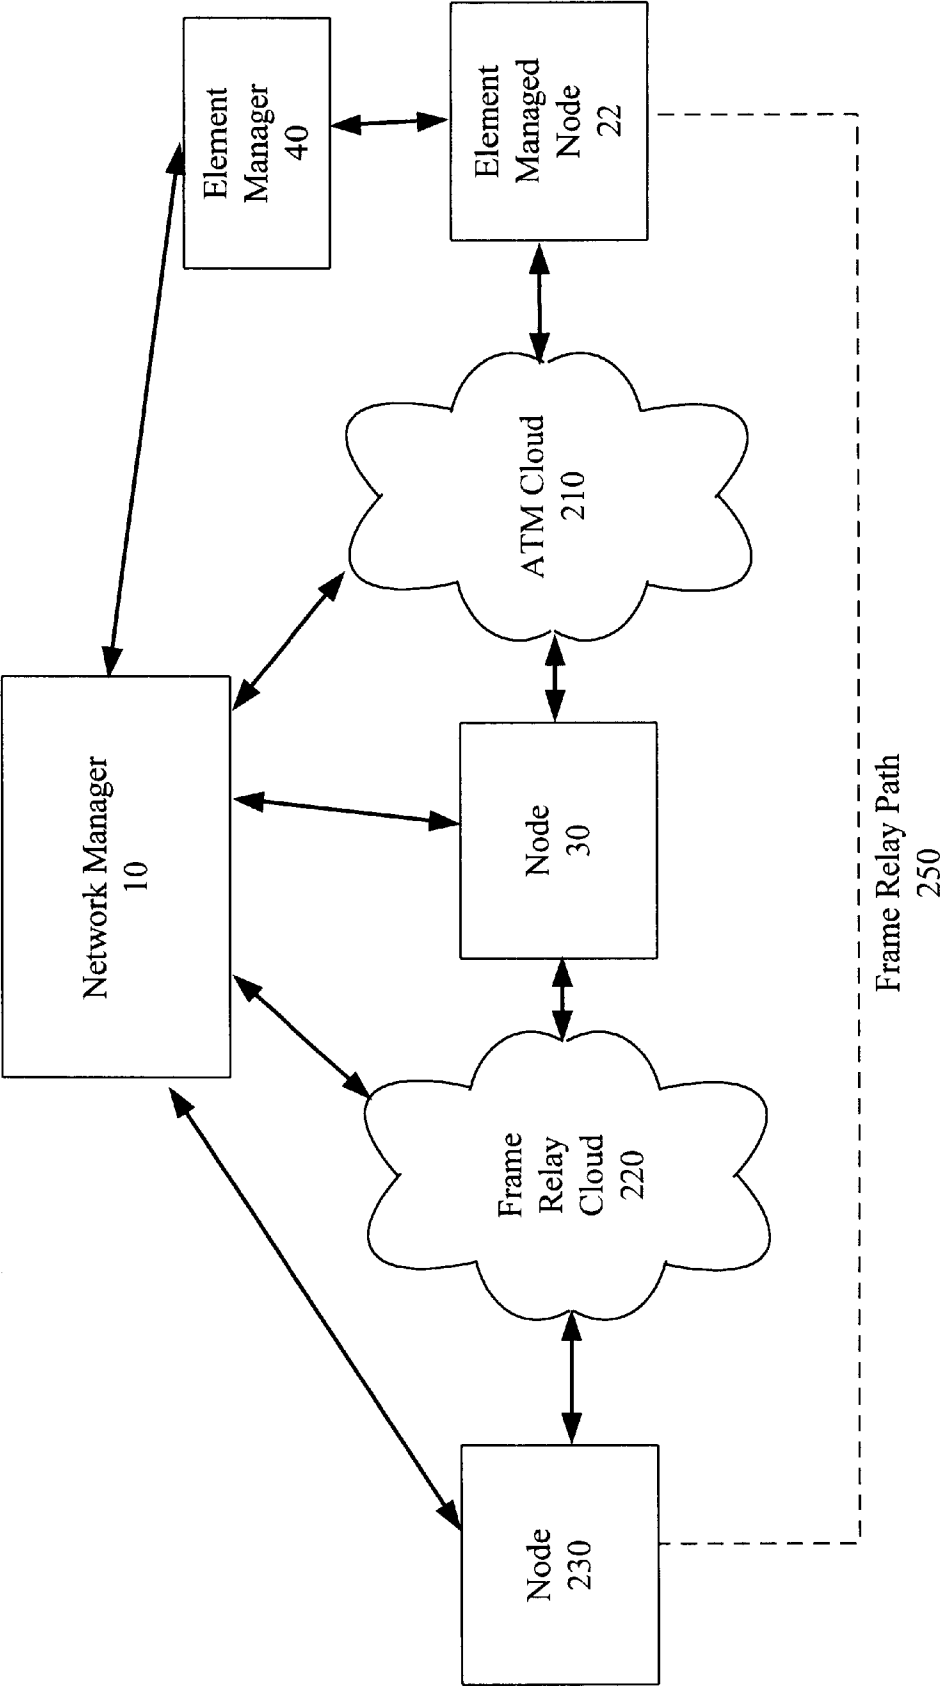 Network Manager
10
Element
Manager
40
Node
230
Frame
Relay
Cloud
220
Node
30
ATM Cloud
210
Element
Managed
Node
22
Frame Relay Path
250